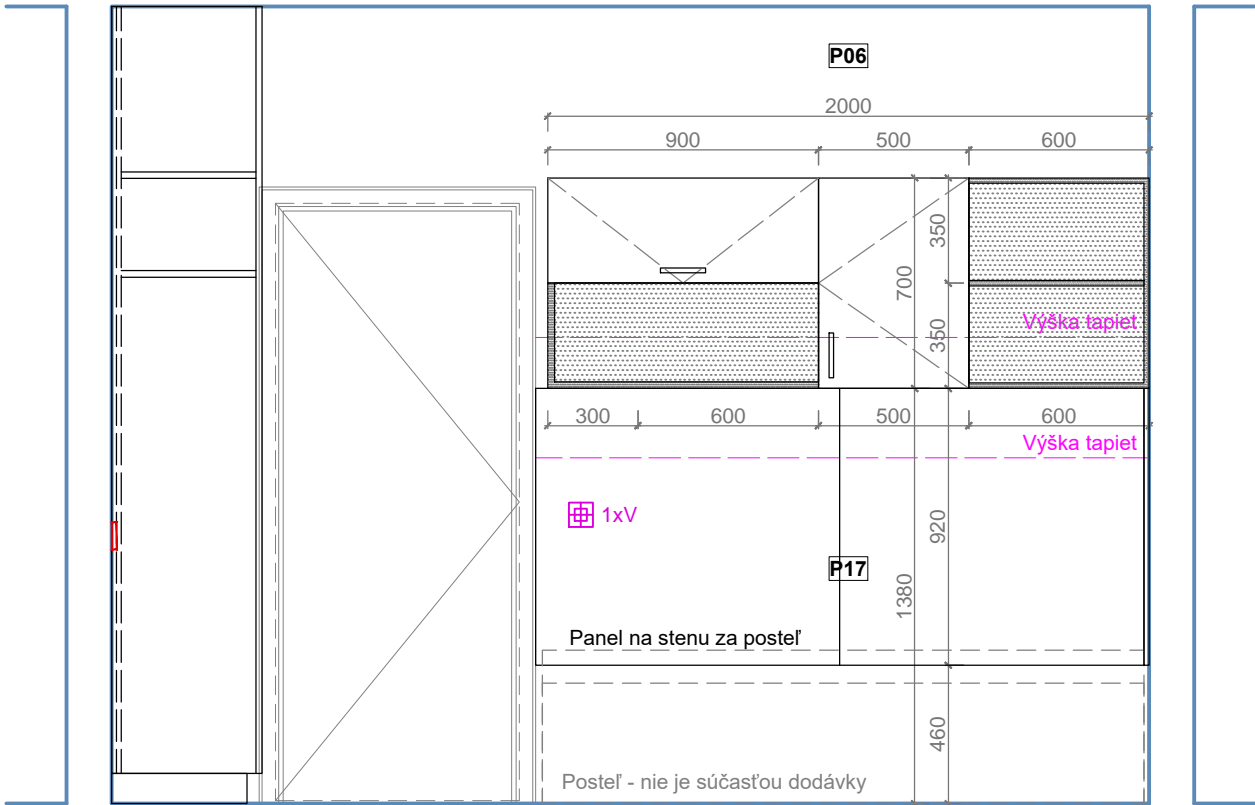 P06
2000
900 500 600
350
700
Výška tapiet
350
300 600 500 600
Výška tapiet
1xV
920
P17
1380
Panel na stenu za posteľ
460
Posteľ - nie je súčasťou dodávky